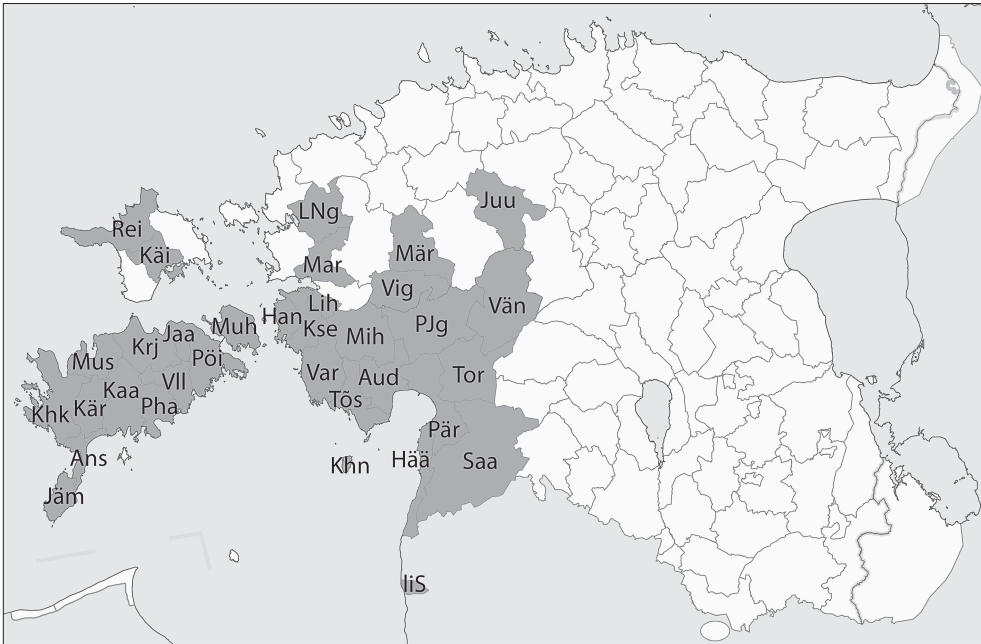 Juu
LNg
Rei
Käi
Mär
Mar
Vig
Lih
Vän
Han
Kse
Mih
PJg
Muh
Jaa
Krj
Pöi
Mus
Var
Aud
Tor
Vll
Kaa
Tõs
Khk
Kär
Pha
Pär
Ans
Khn
Hää
Saa
Jäm
IiS